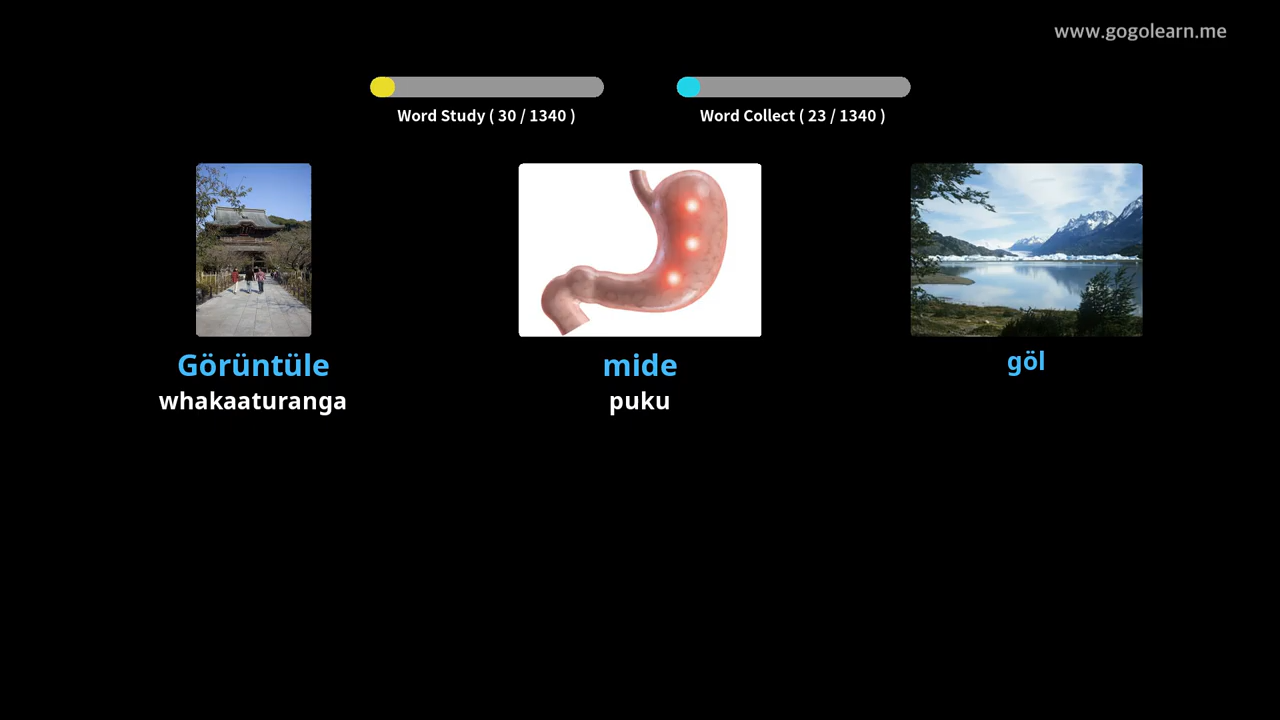 www.gogolearn.me
Word Study ( 30 / 1340 )
Word Collect ( 23 / 1340 )
Görüntüle
whakaaturanga
mide
puku
göl